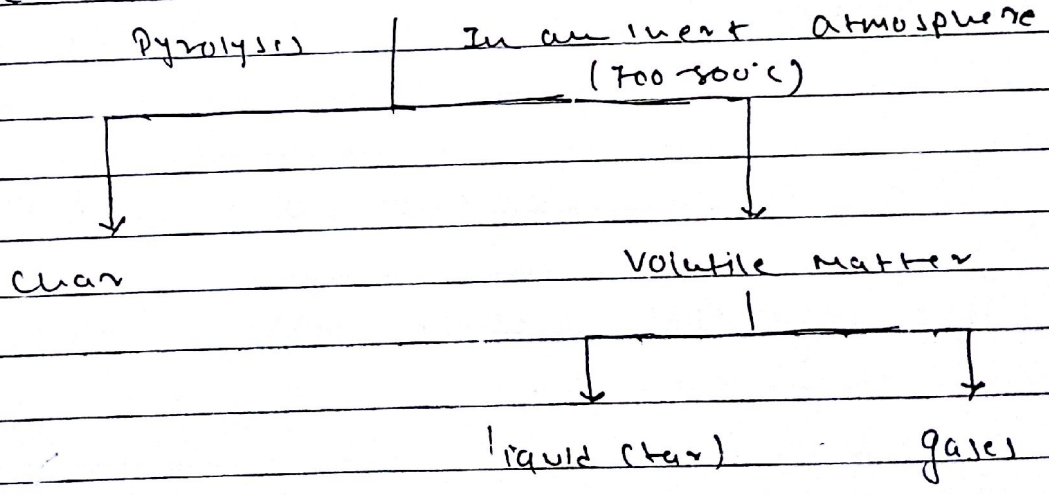 Pyrolysis In an inert atmosphere
(700-800°c)
Char Volatile matter
liquid (tar) gases